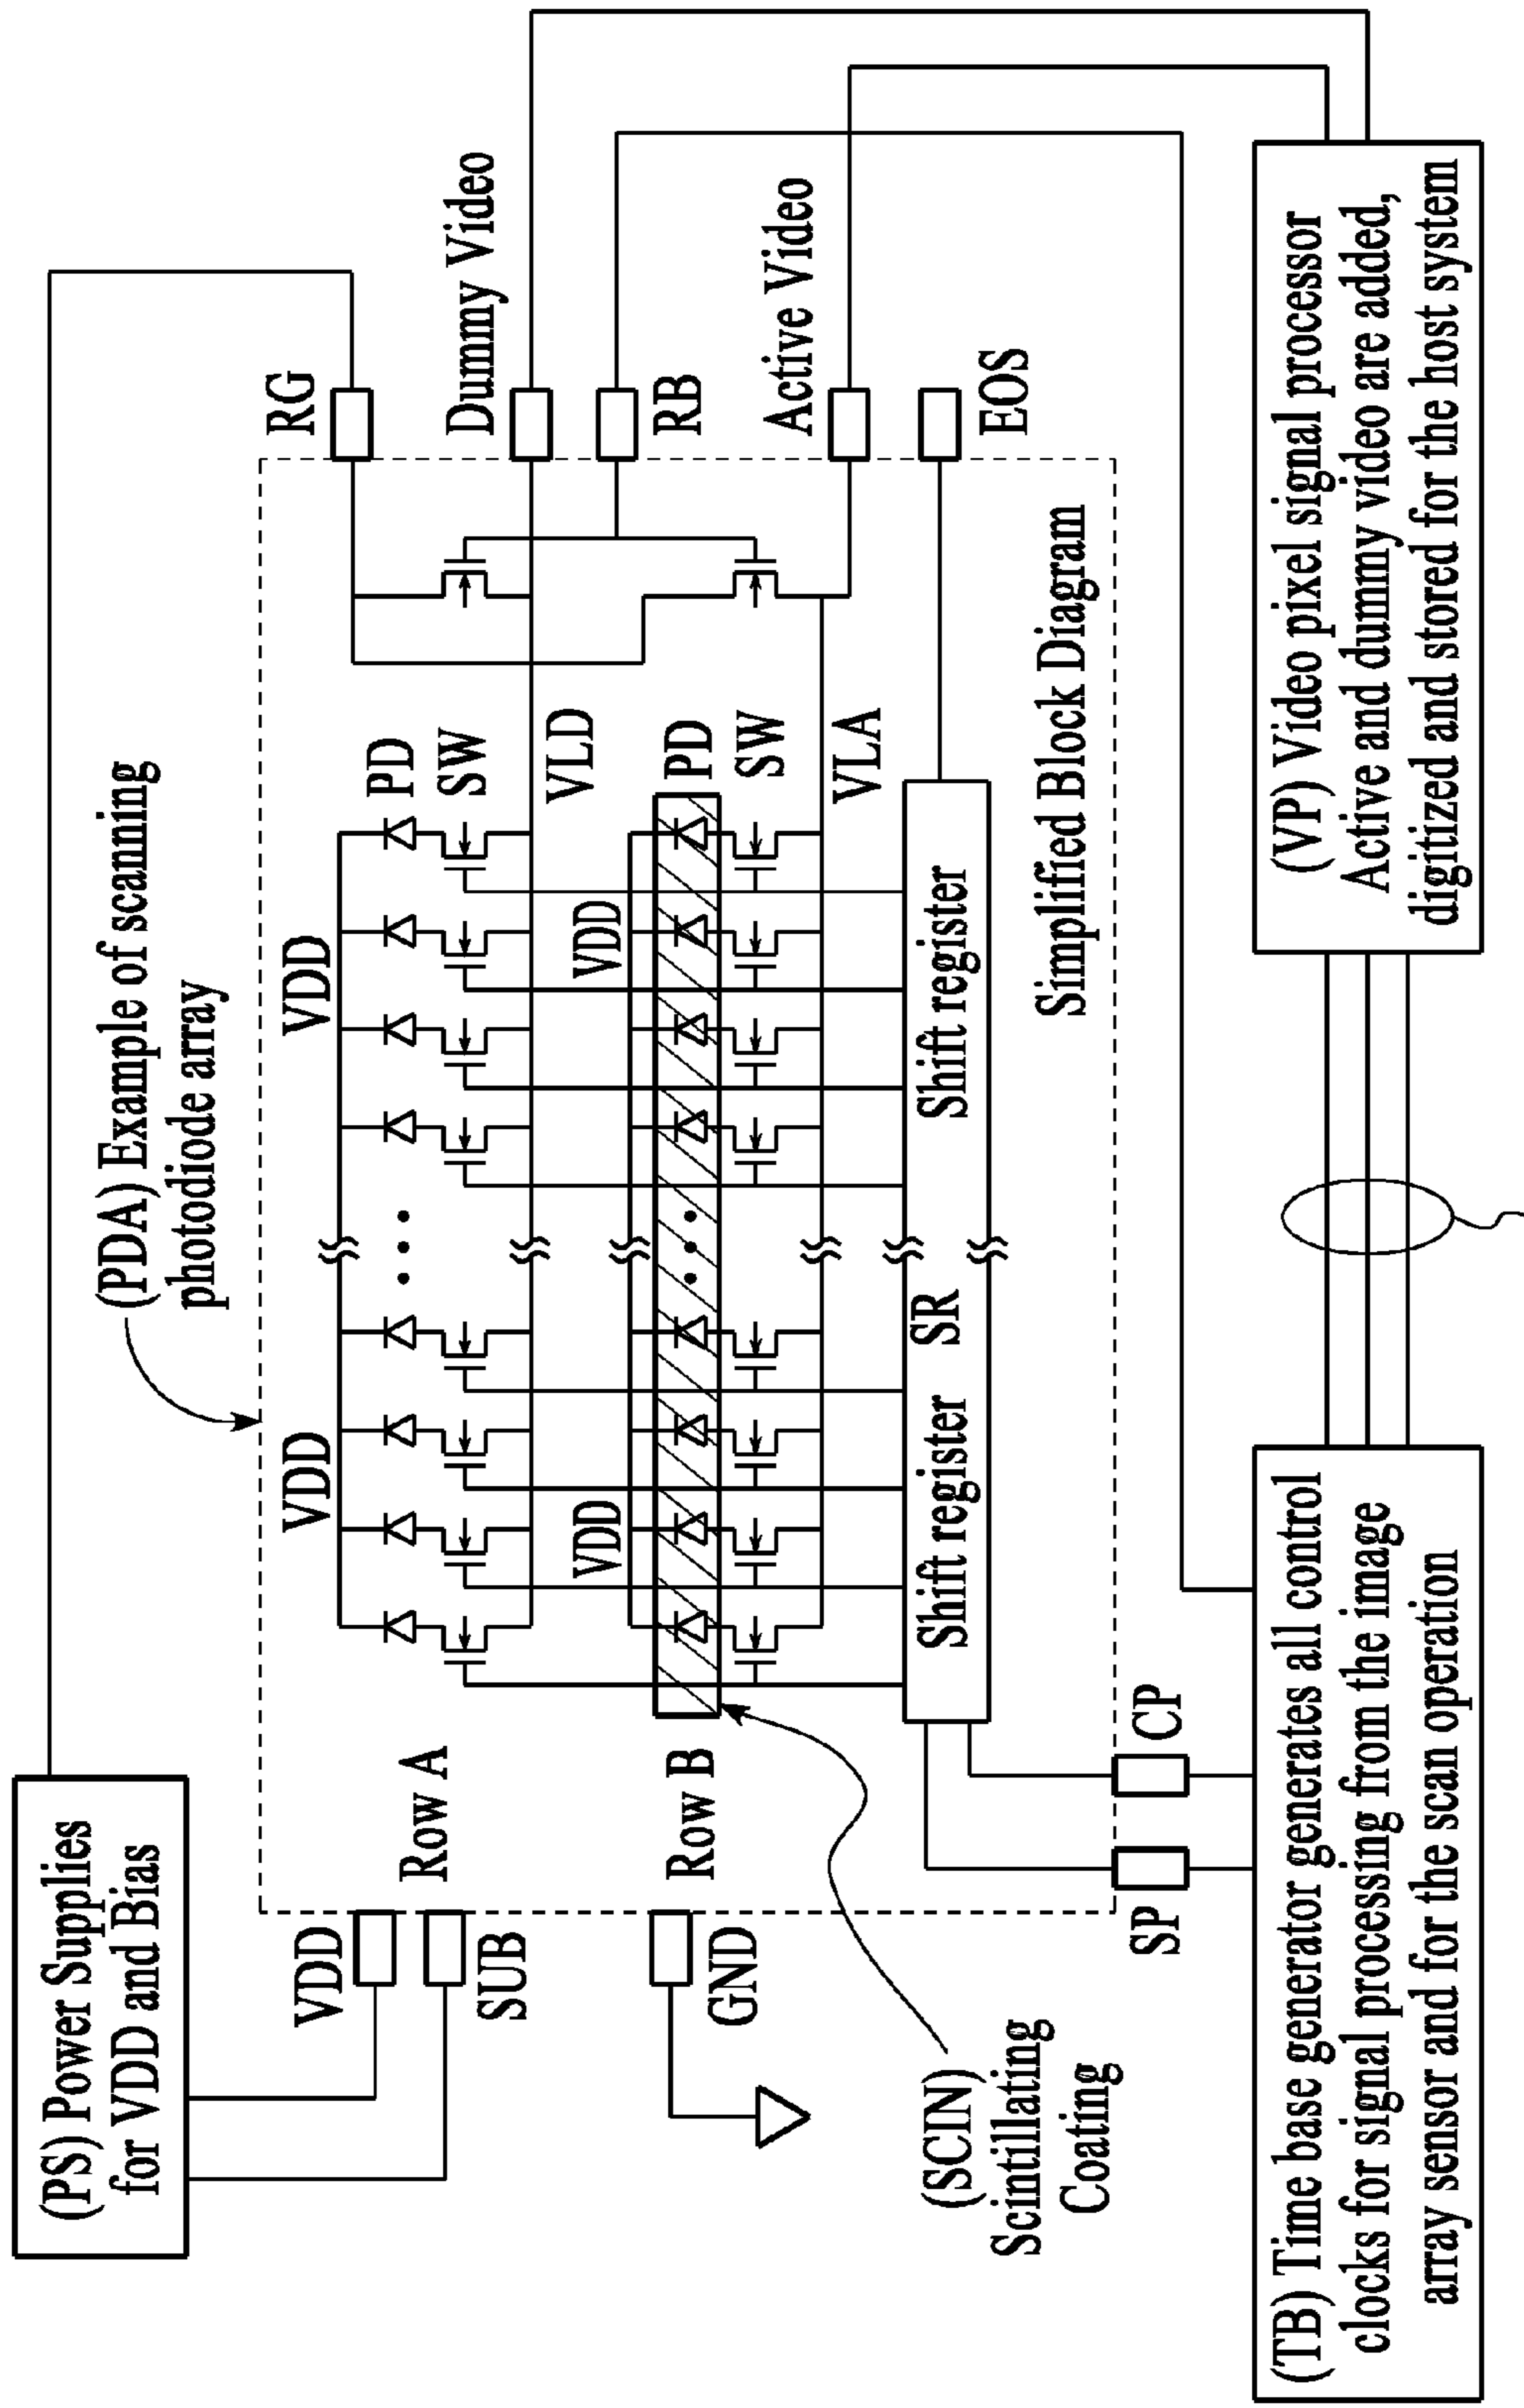 (PS) Power Supplies
for VDD and Bias
(PDA) Example of scanning
photodiode array
VDD
SUB
GND
Row A
Row B
VDD
VDD
PD
SW
VLD
VDD
VDD
PD
SW
VLA
Shift register
SR
Shift register
Simplified Block Diagram
RG
Dummy Video
RB
Active Video
EOS
(SCIN)
Scintillating
Coating
SP
CP
(TB) Time base generator generates all control
clocks for signal processing from the image
array sensor and for the scan operation
(VP) Video pixel signal processor
Active and dummy video are added,
digitized and stored for the host system